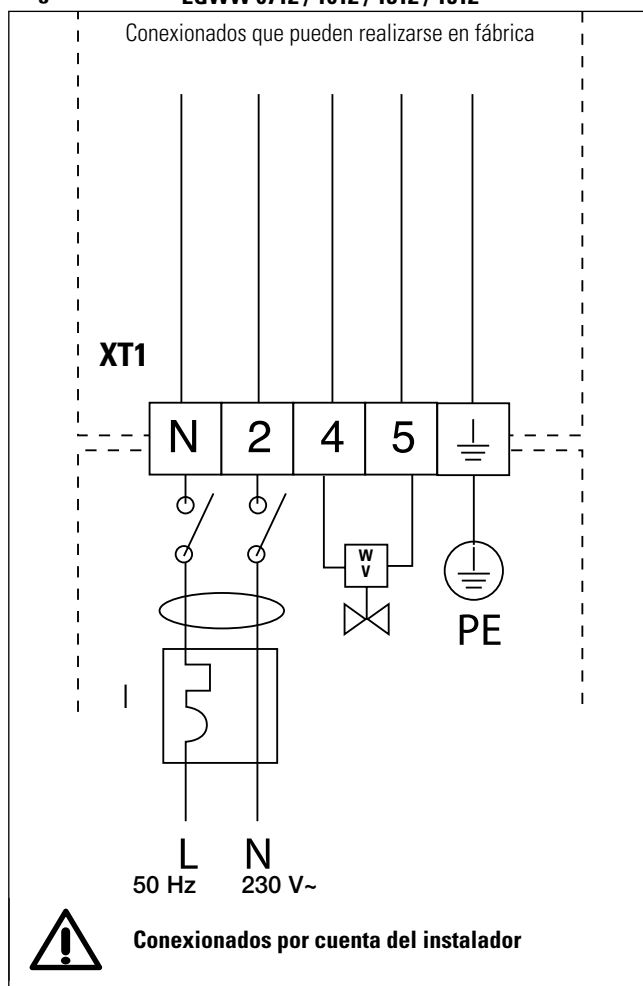 Conexionados que pueden realizarse en fábrica
XT1
N 2 4 5
W
V
PE
I
L N
50 Hz 230 V~
Conexionados por cuenta del instalador